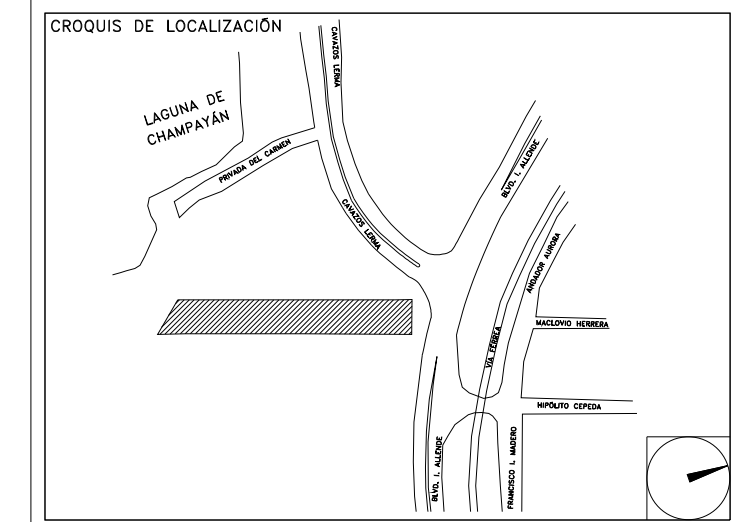 CROQUIS DE LOCALIZACIÓN
CAVAZOS LERMA
LAGUNA DE
CHAMPAYÁN
PRIVADA DEL CARMEN
BLVD. I. ALLENDE
CAVAZOS LERMA
ANDADOR AURORA
MACLOVIO HERRERA
VIA FERREA
HIPÓLITO CEPEDA
BLVD. I. ALLENDE
FRANCISCO I. MADERO